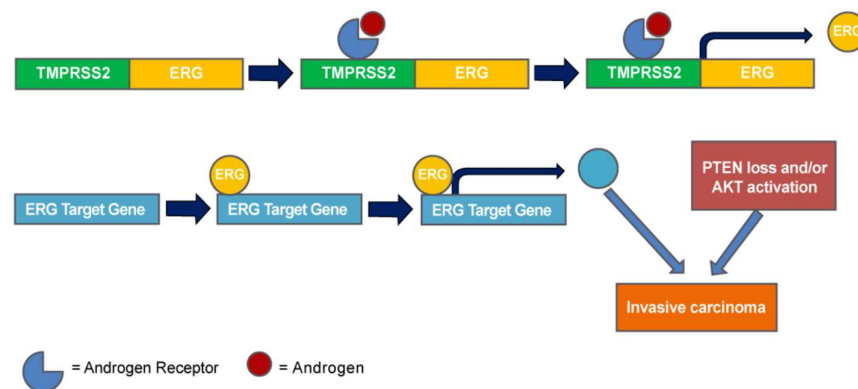 TMPRSS2 ERG
TMPRSS2 ERG
TMPRSS2 ERG
ERG
ERG Target Gene
ERG
ERG Target Gene
ERG
ERG Target Gene
PTEN loss and/or
AKT activation
Invasive carcinoma
= Androgen Receptor
= Androgen